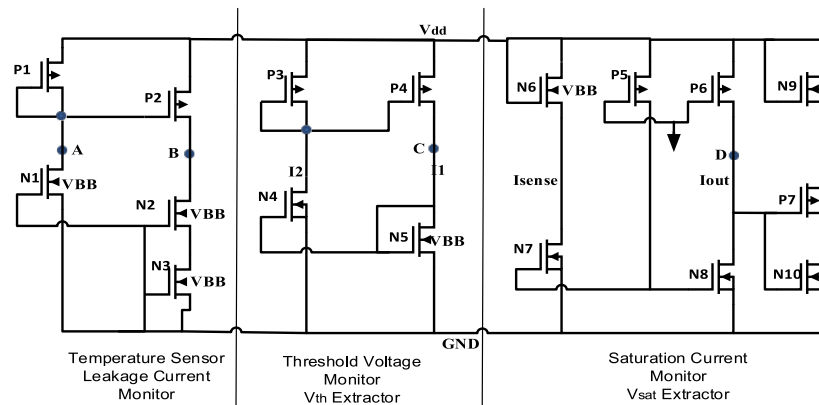 Vdd
P1
P2
A
B
N1
VBB
N2
VBB
N3
VBB
P3
P4
C
I2
I1
N4
N5
VBB
GND
N6
VBB
P5
P6
N9
D
Isense
Iout
P7
N7
N8
N10
Temperature Sensor
Leakage Current
Monitor
Threshold Voltage
Monitor
Vth Extractor
Saturation Current
Monitor
Vsat Extractor